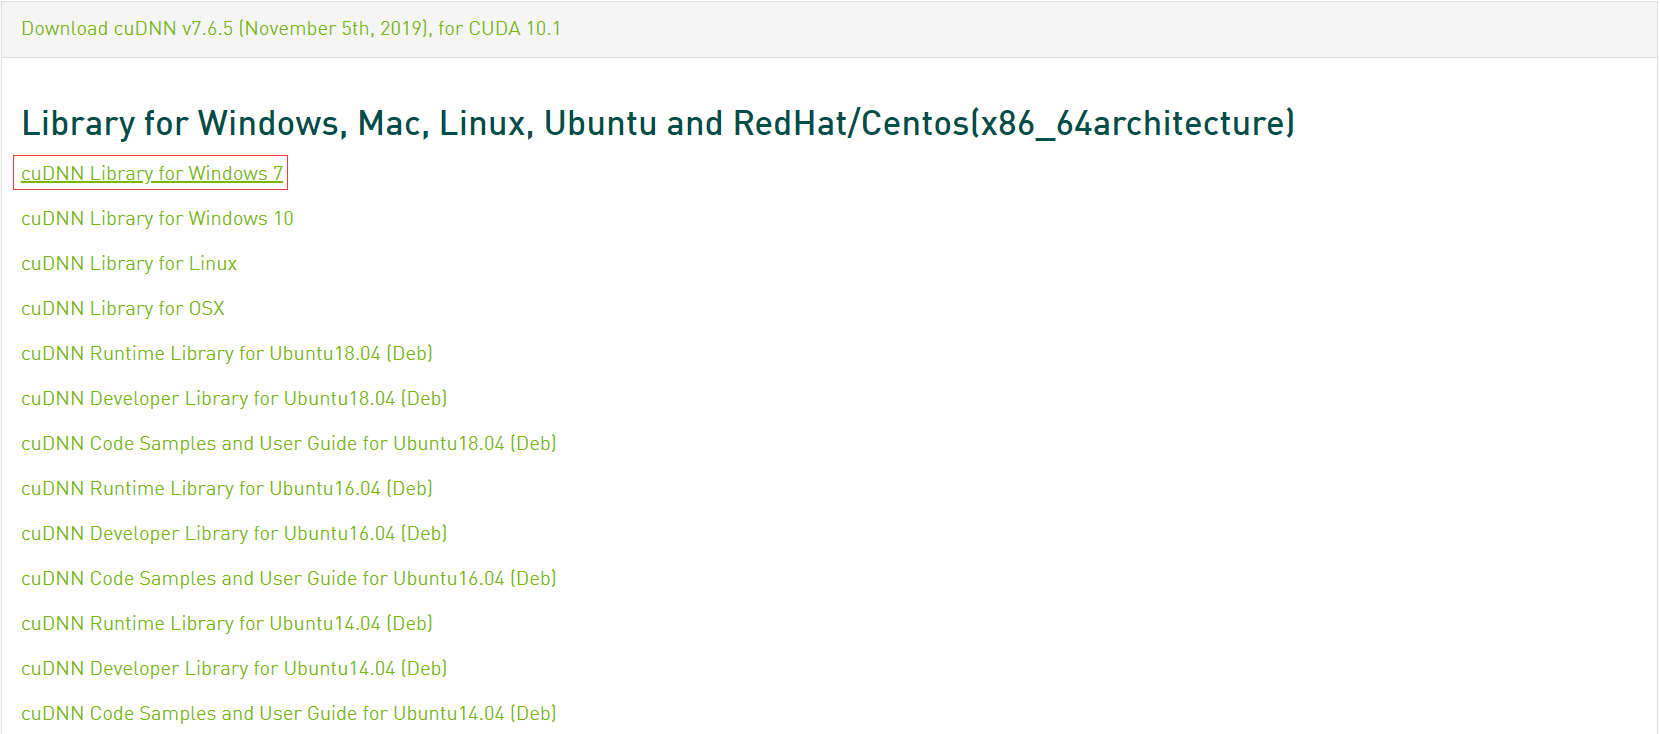 Download cuDNN v7.6.5 (November 5th, 2019), for CUDA 10.1
Library for Windows, Mac, Linux, Ubuntu and RedHat/Centos(x86_64architecture)
cuDNN Library for Windows 7
cuDNN Library for Windows 10
cuDNN Library for Linux
cuDNN Library for OSX
cuDNN Runtime Library for Ubuntu18.04 (Deb)
cuDNN Developer Library for Ubuntu18.04 (Deb)
cuDNN Code Samples and User Guide for Ubuntu18.04 (Deb)
cuDNN Runtime Library for Ubuntu16.04 (Deb)
cuDNN Developer Library for Ubuntu16.04 (Deb)
cuDNN Code Samples and User Guide for Ubuntu16.04 (Deb)
cuDNN Runtime Library for Ubuntu14.04 (Deb)
cuDNN Developer Library for Ubuntu14.04 (Deb)
cuDNN Code Samples and User Guide for Ubuntu14.04 (Deb)